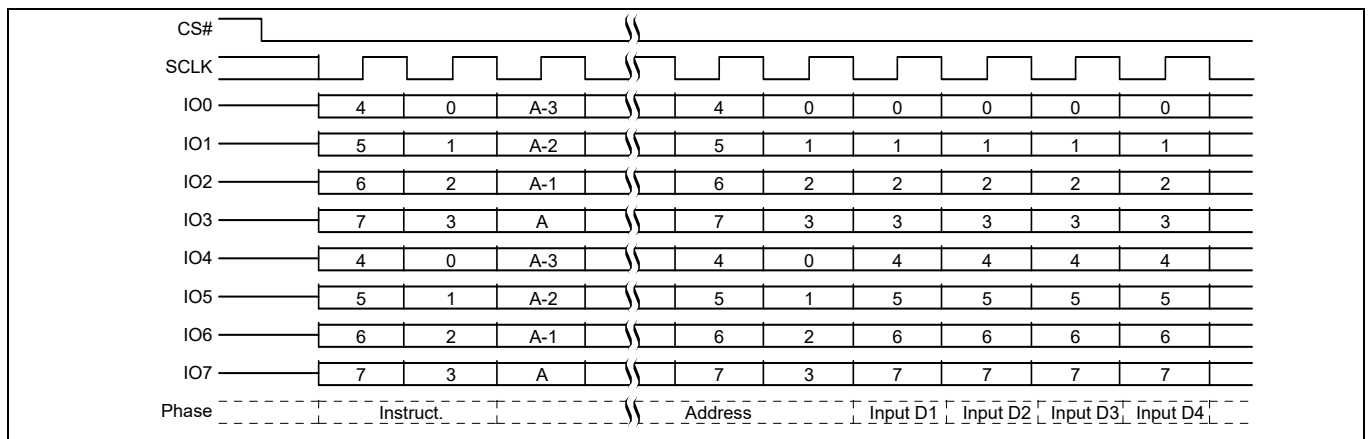 CS#
SCLK
IO0 4 0 A-3 4 0 0 0 0 0
IO1 5 1 A-2 5 1 1 1 1 1
IO2 6 2 A-1 6 2 2 2 2 2
IO3 7 3 A 7 3 3 3 3 3
IO4 4 0 A-3 4 0 4 4 4 4
IO5 5 1 A-2 5 1 5 5 5 5
IO6 6 2 A-1 6 2 6 6 6 6
IO7 7 3 A 7 3 7 7 7 7
Phase Instruct. Address Input D1 Input D2 Input D3 Input D4